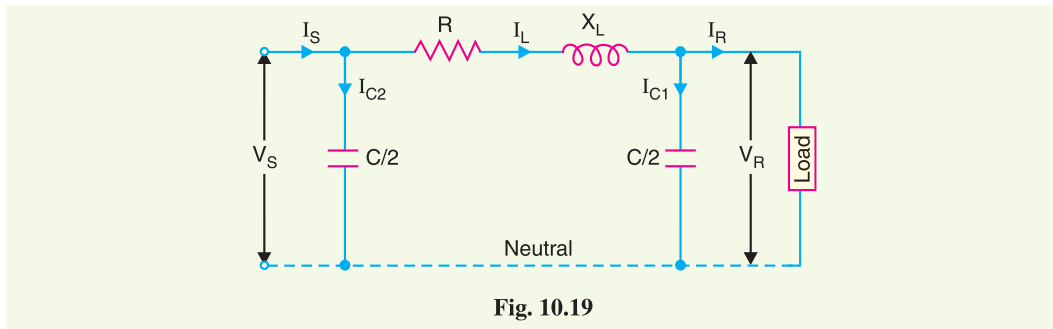 I_S R I_L X_L I_R
I_C2 I_C1
V_S C/2 C/2 V_R Load
Neutral
Fig. 10.19